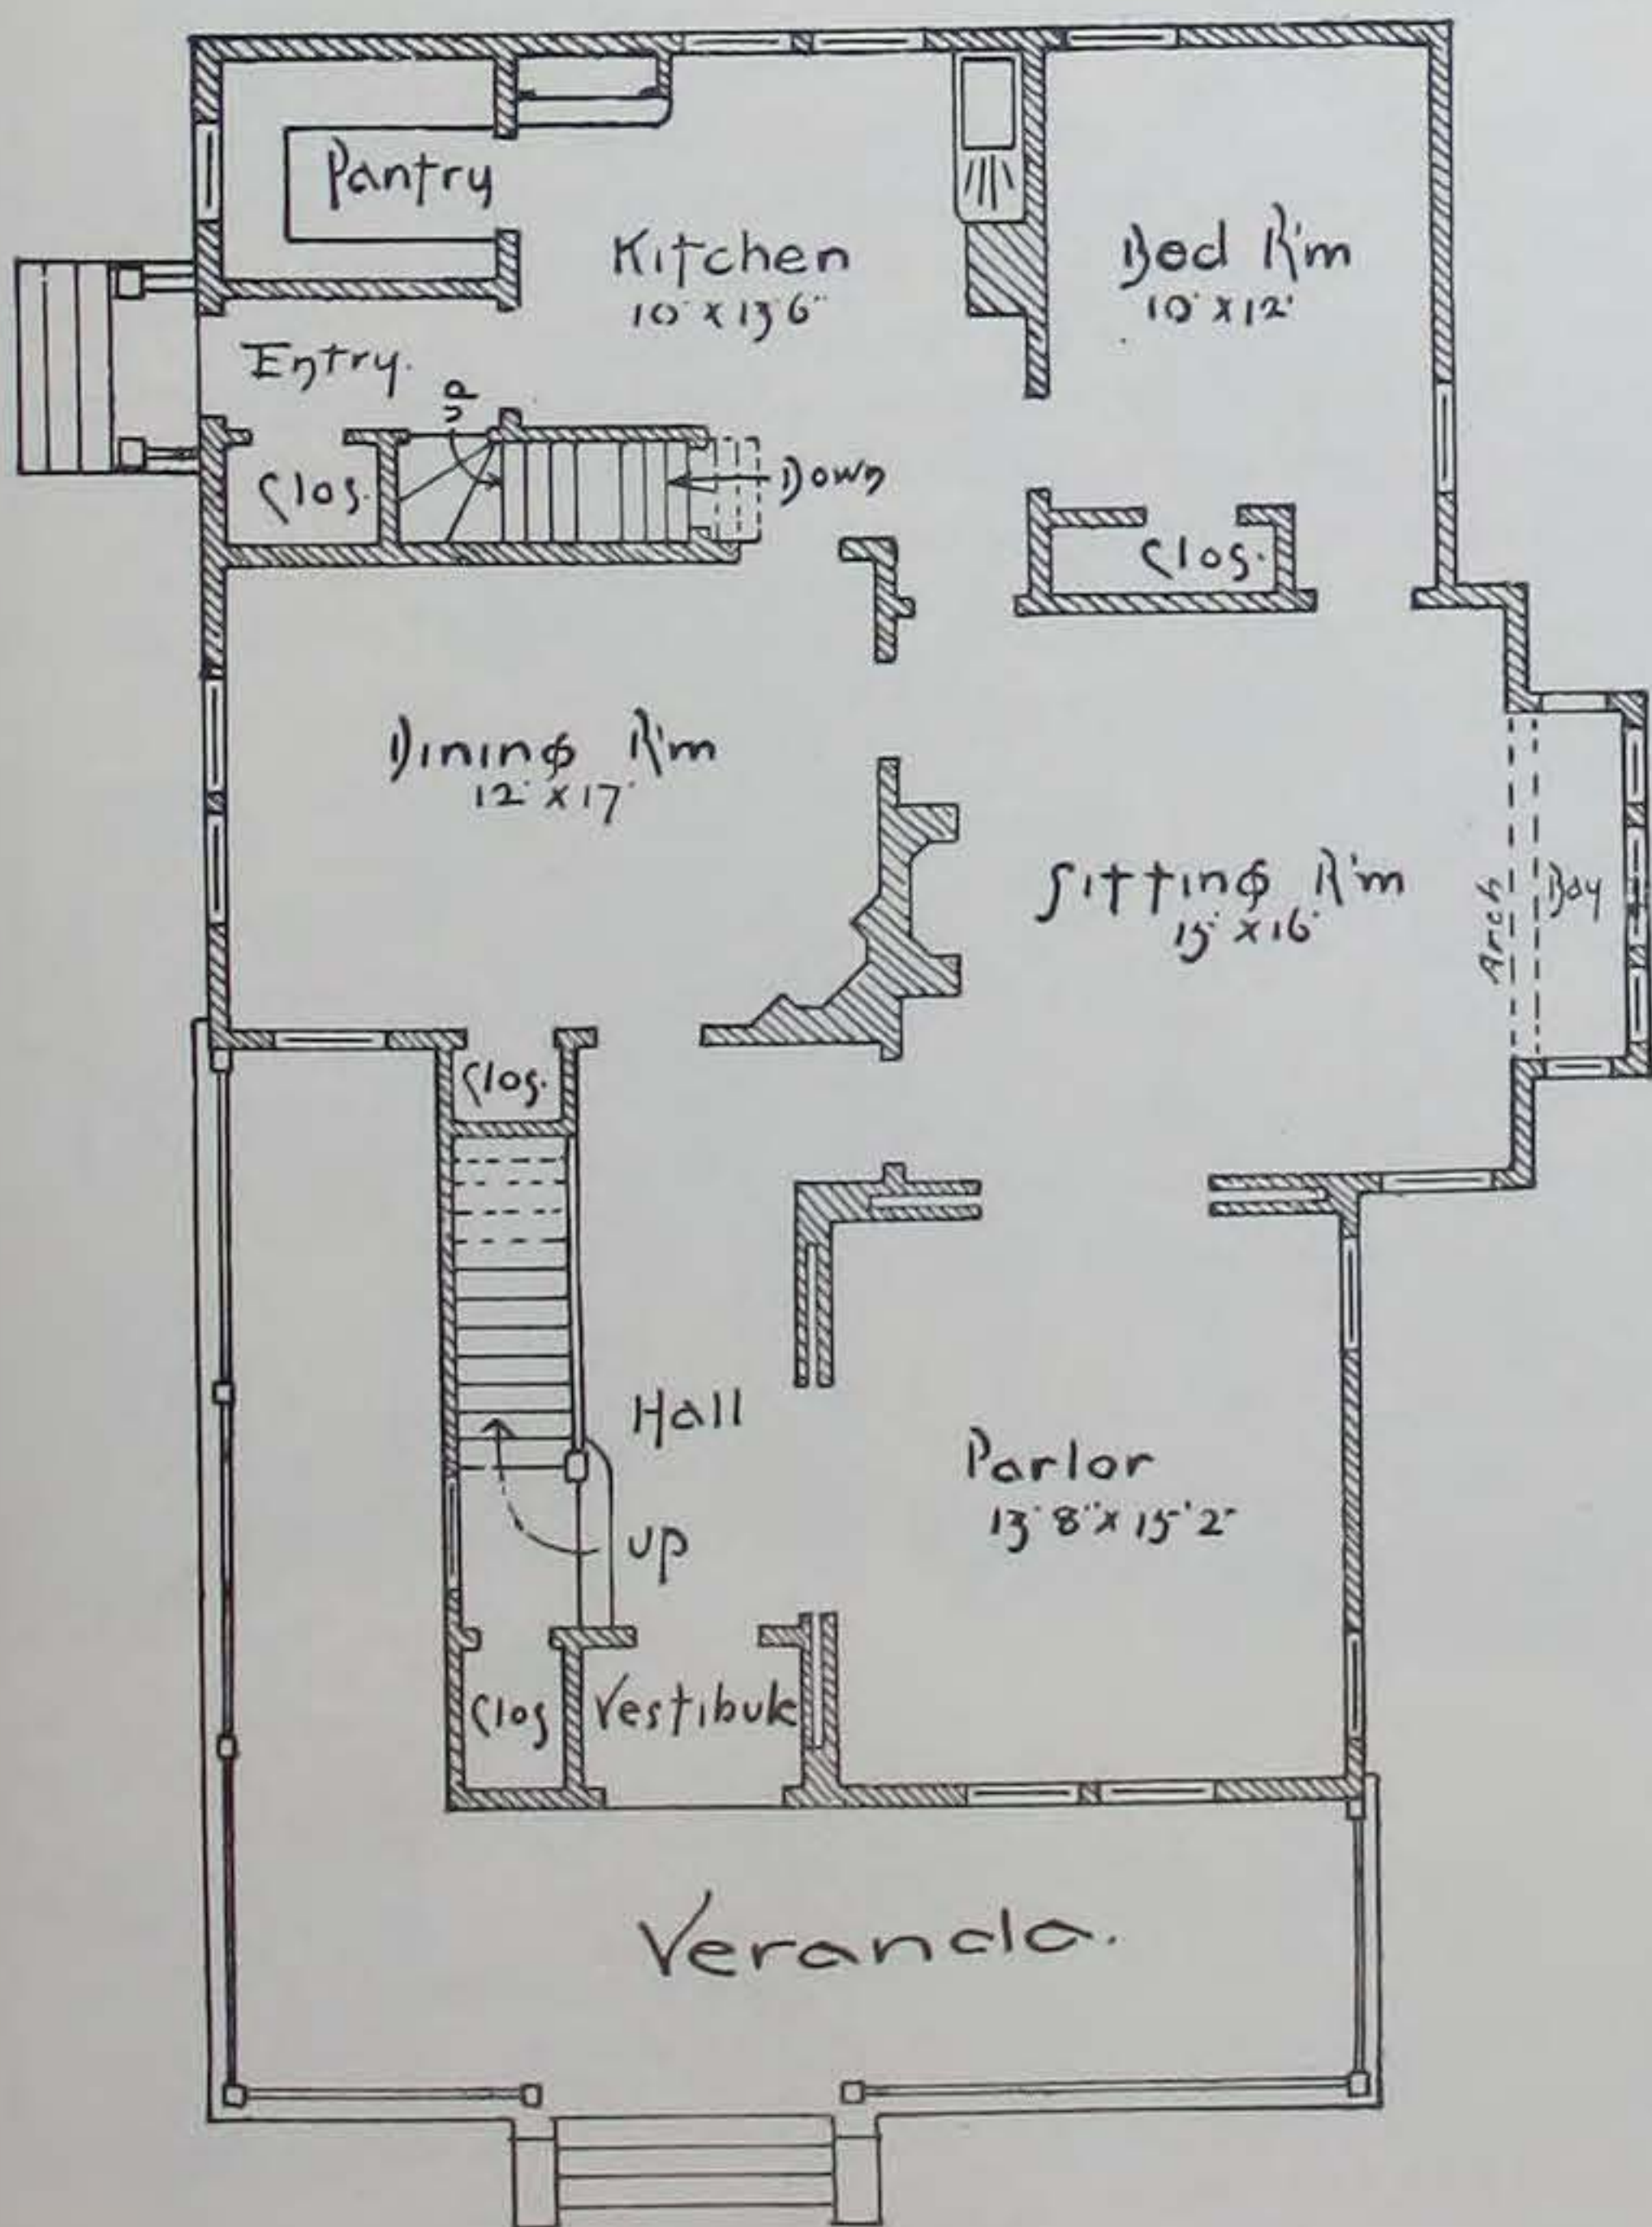 Pantry
Kitchen
10' x 13'6"
Bed R'm
10' x 12'
Entry.
up
Clos.
Down
Clos.
Dining R'm
12' x 17'
Sitting R'm
15' x 16'
Arch
Bay
Clos.
Hall
up
Parlor
13'8" x 15'2"
Clos
Vestibule
Veranda.